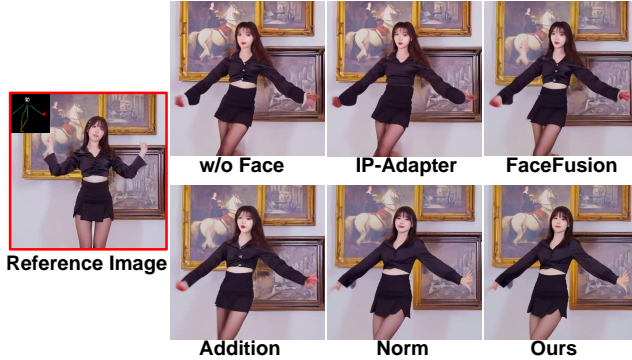 w/o Face
IP-Adapter
FaceFusion
Reference Image
Addition
Norm
Ours